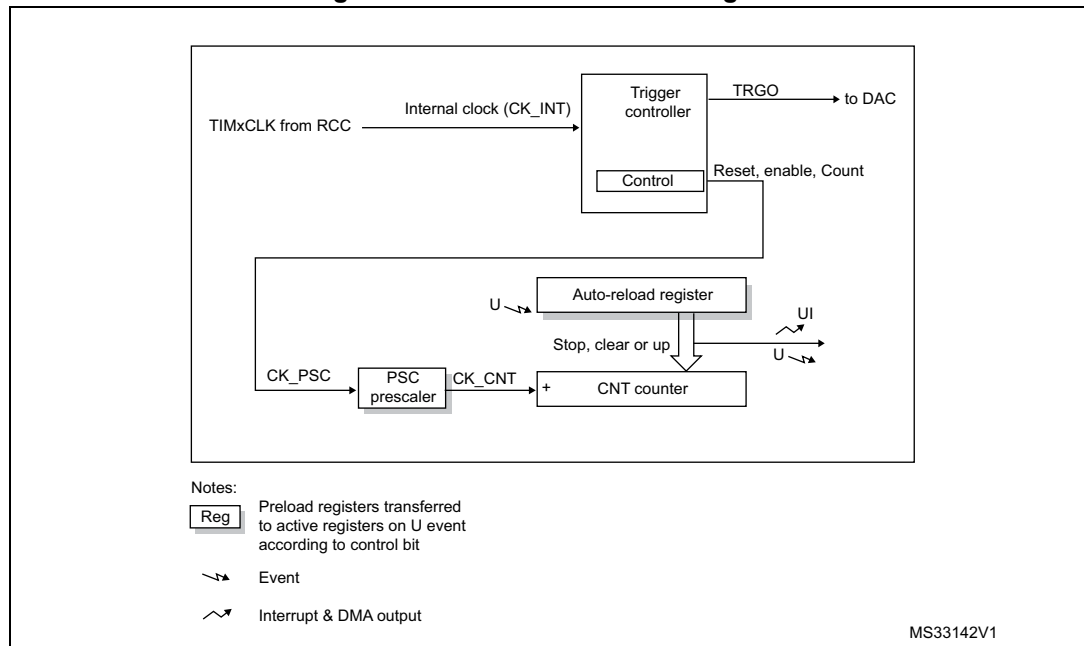 Trigger
controller
TRGO
to DAC
Internal clock (CK_INT)
TIMxCLK from RCC
Control
Reset, enable, Count
U
Auto-reload register
UI
Stop, clear or up
U
CK_PSC
PSC
prescaler
CK_CNT
+
CNT counter
Notes:
Reg
Preload registers transferred
to active registers on U event
according to control bit
Event
Interrupt & DMA output
MS33142V1